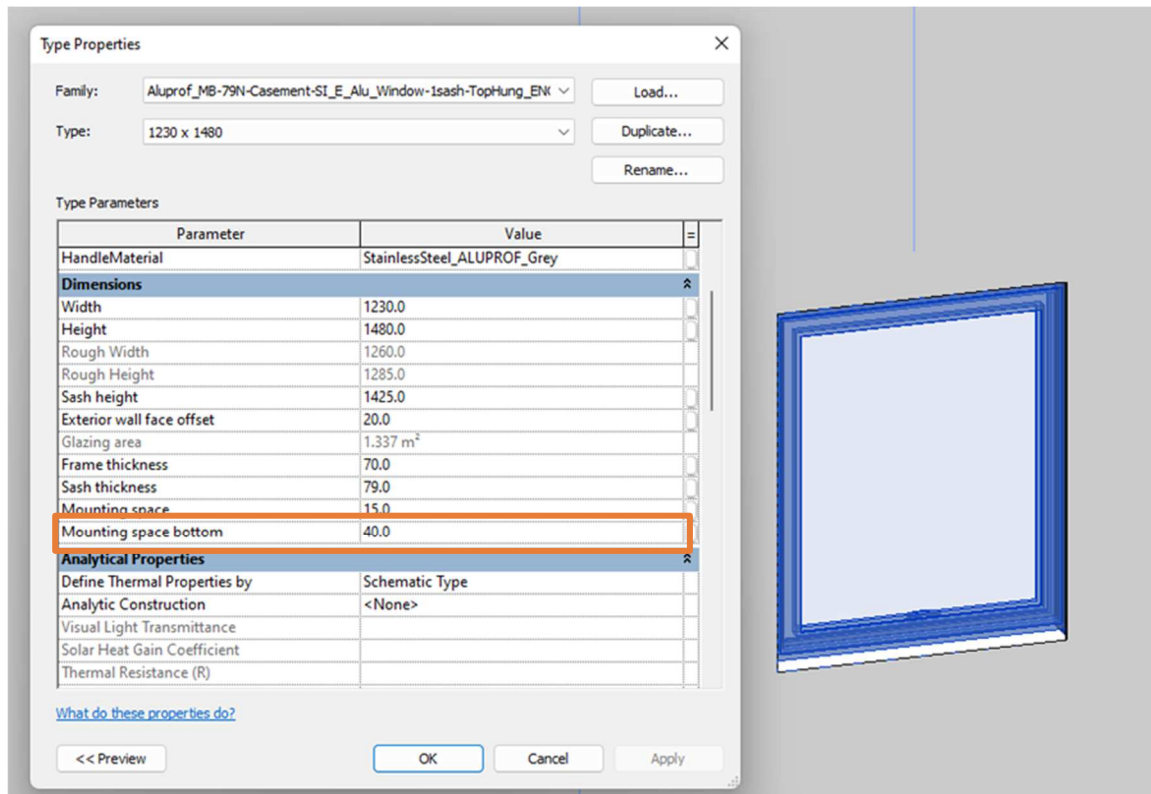 Type Properties
Family: Aluprof_MB-79N-Casement-SI_E_Alu_Window-1sash-TopHung_EN( Load...
Type: 1230 x 1480 Duplicate...
Rename...
Type Parameters
Parameter Value =
HandleMaterial StainlessSteel_ALUPROF_Grey
Dimensions
Width 1230.0
Height 1480.0
Rough Width 1260.0
Rough Height 1285.0
Sash height 1425.0
Exterior wall face offset 20.0
Glazing area 1.337 m²
Frame thickness 70.0
Sash thickness 79.0
Mounting space 15.0
Mounting space bottom 40.0
Analytical Properties
Define Thermal Properties by Schematic Type
Analytic Construction <None>
Visual Light Transmittance
Solar Heat Gain Coefficient
Thermal Resistance (R)
What do these properties do?
<< Preview OK Cancel Apply